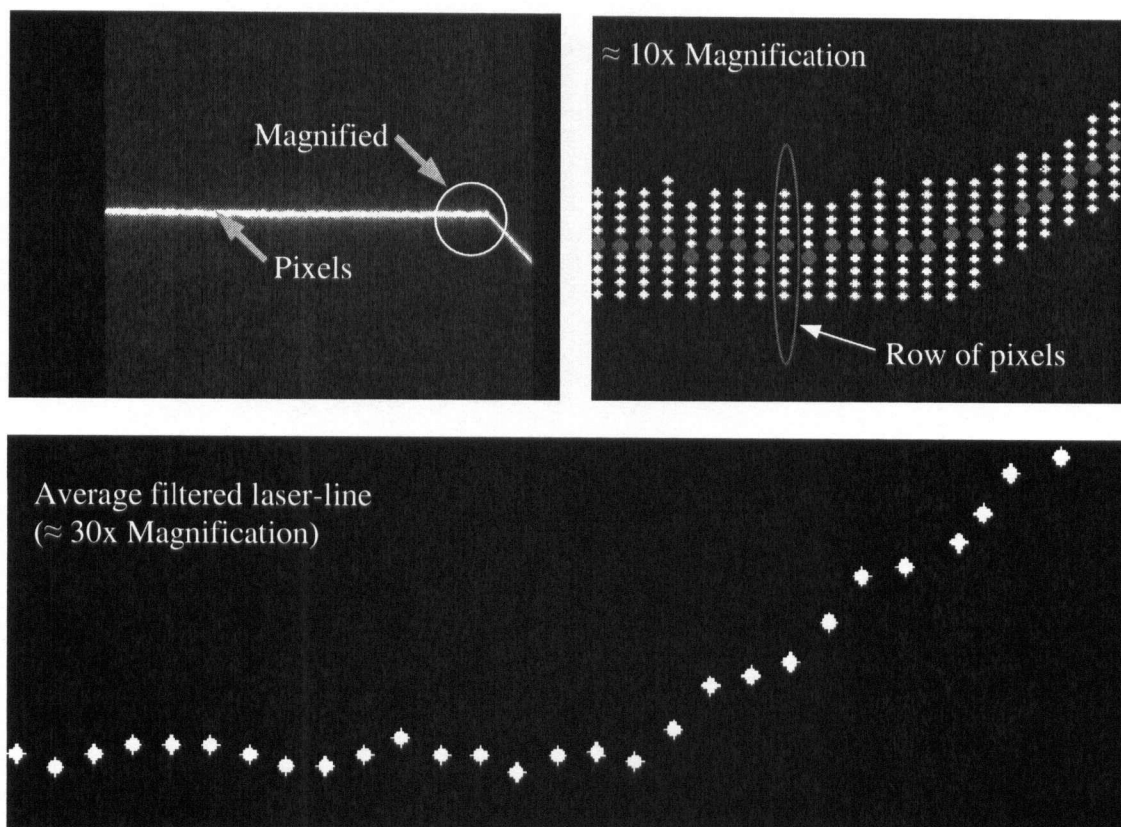 Magnified
Pixels
≈ 10x Magnification
Row of pixels
Average filtered laser-line
(≈ 30x Magnification)